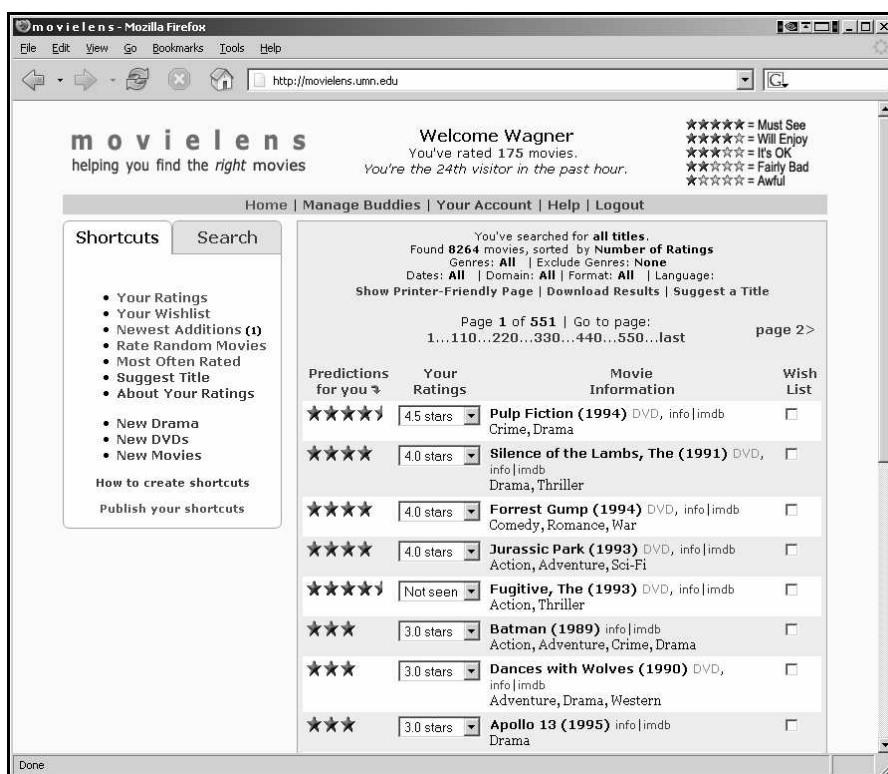 movielens - Mozilla Firefox
File Edit View Go Bookmarks Tools Help
http://movielens.umn.edu
G
movielens
helping you find the right movies
Welcome Wagner
You've rated 175 movies.
You're the 24th visitor in the past hour.
★★★★★ = Must See
★★★★☆ = Will Enjoy
★★★☆☆ = It's OK
★★☆☆☆ = Fairly Bad
★☆☆☆☆ = Awful
Home | Manage Buddies | Your Account | Help | Logout
Shortcuts Search
• Your Ratings
• Your Wishlist
• Newest Additions (1)
• Rate Random Movies
• Most Often Rated
• Suggest Title
• About Your Ratings
• New Drama
• New DVDs
• New Movies
How to create shortcuts
Publish your shortcuts
You've searched for all titles.
Found 8264 movies, sorted by Number of Ratings
Genres: All | Exclude Genres: None
Dates: All | Domain: All | Format: All | Language:
Show Printer-Friendly Page | Download Results | Suggest a Title
Page 1 of 551 | Go to page:
1...110...220...330...440...550...last
page 2>
Predictions for you
Your Ratings
Movie Information
Wish List
4.5 stars Pulp Fiction (1994) DVD, info|imdb
Crime, Drama
4.0 stars Silence of the Lambs, The (1991) DVD,
info|imdb
Drama, Thriller
4.0 stars Forrest Gump (1994) DVD, info|imdb
Comedy, Romance, War
4.0 stars Jurassic Park (1993) DVD, info|imdb
Action, Adventure, Sci-Fi
Not seen Fugitive, The (1993) DVD, info|imdb
Action, Thriller
3.0 stars Batman (1989) info|imdb
Action, Adventure, Crime, Drama
3.0 stars Dances with Wolves (1990) DVD,
info|imdb
Adventure, Drama, Western
3.0 stars Apollo 13 (1995) info|imdb
Drama
Done